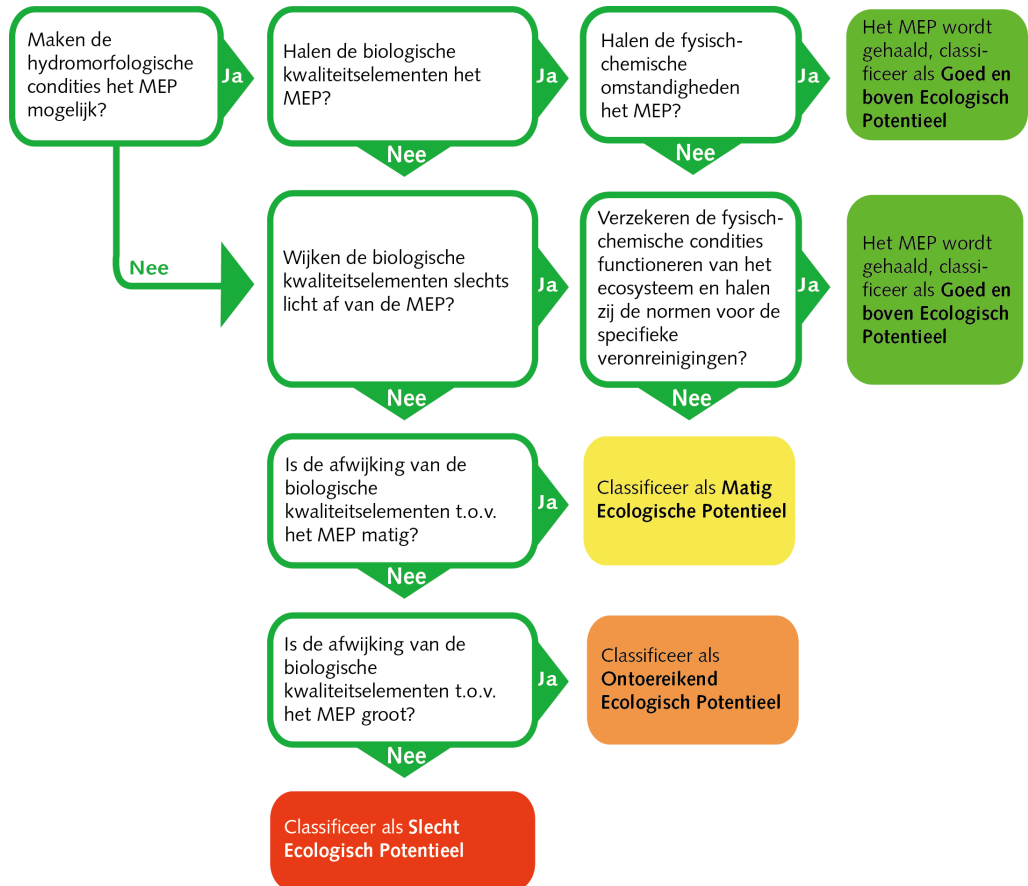 Maken de
hydromorfologische
condities het MEP
mogelijk?
Ja
Halen de biologische
kwaliteitselementen het
MEP?
Ja
Halen de fysisch-
chemische
omstandigheden
het MEP?
Ja
Het MEP wordt
gehaald, classi-
ficeer als Goed en
boven Ecologisch
Potentieel
Nee
Nee
Nee
Wijken de biologische
kwaliteitselementen slechts
licht af van de MEP?
Ja
Verzekeren de fysisch-
chemische condities
functioneren van het
ecosysteem en halen
zij de normen voor de
specifieke
veronreinigingen?
Ja
Het MEP wordt
gehaald, classi-
ficeer als Goed en
boven Ecologisch
Potentieel
Nee
Nee
Is de afwijking van de
biologische
kwaliteitselementen t.o.v.
het MEP matig?
Ja
Classificeer als Matig
Ecologische Potentieel
Nee
Is de afwijking van de
biologische
kwaliteitselementen t.o.v.
het MEP groot?
Ja
Classificeer als
Ontoereikend
Ecologisch Potentieel
Nee
Classificeer als Slecht
Ecologisch Potentieel